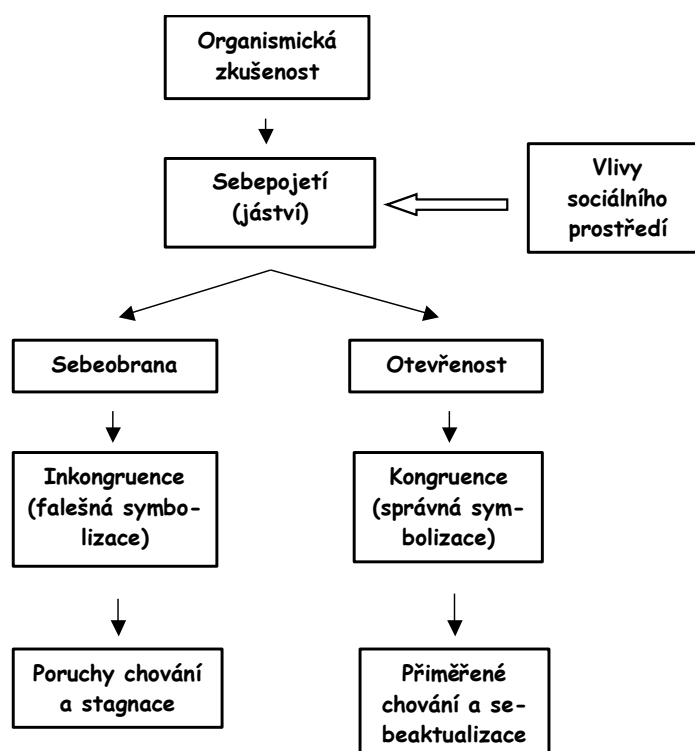 Organismická
zkušenost
Sebepojetí
(jáství)
Vlivy
sociálního
prostředí
Sebeobrana
Otevřenost
Inkongruence
(falešná symbo-
lizace)
Kongruence
(správná sym-
bolizace)
Poruchy chování
a stagnace
Přiměřené
chování a se-
beaktualizace